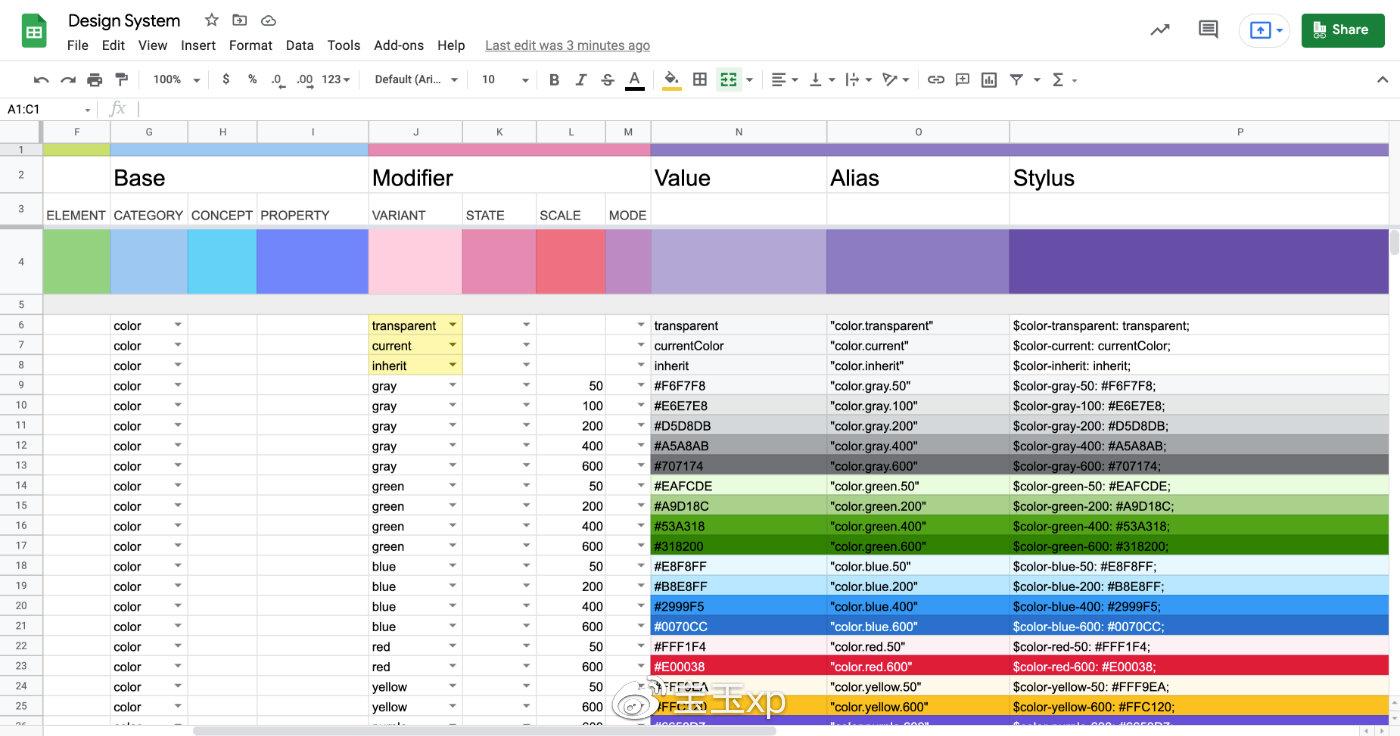 Design System
File Edit View Insert Format Data Tools Add-ons Help Last edit was 3 minutes ago
Share
100% $ % .0 .00 123 Default (Ari... 10 B I S A
A1:C1 fx
F G H I J K L M N O P
1
2 Base Modifier Value Alias Stylus
3 ELEMENT CATEGORY CONCEPT PROPERTY VARIANT STATE SCALE MODE
4
5
6 color transparent transparent "color.transparent" $color-transparent: transparent;
7 color current currentColor "color.current" $color-current: currentColor;
8 color inherit inherit "color.inherit" $color-inherit: inherit;
9 color gray 50 #F6F7F8 "color.gray.50" $color-gray-50: #F6F7F8;
10 color gray 100 #E6E7E8 "color.gray.100" $color-gray-100: #E6E7E8;
11 color gray 200 #D5D8DB "color.gray.200" $color-gray-200: #D5D8DB;
12 color gray 400 #A5A8AB "color.gray.400" $color-gray-400: #A5A8AB;
13 color gray 600 #707174 "color.gray.600" $color-gray-600: #707174;
14 color green 50 #EAFCDE "color.green.50" $color-green-50: #EAFCDE;
15 color green 200 #A9D18C "color.green.200" $color-green-200: #A9D18C;
16 color green 400 #53A318 "color.green.400" $color-green-400: #53A318;
17 color green 600 #318200 "color.green.600" $color-green-600: #318200;
18 color blue 50 #E8F8FF "color.blue.50" $color-blue-50: #E8F8FF;
19 color blue 200 #B8E8FF "color.blue.200" $color-blue-200: #B8E8FF;
20 color blue 400 #2999F5 "color.blue.400" $color-blue-400: #2999F5;
21 color blue 600 #0070CC "color.blue.600" $color-blue-600: #0070CC;
22 color red 50 #FFF1F4 "color.red.50" $color-red-50: #FFF1F4;
23 color red 600 #E00038 "color.red.600" $color-red-600: #E00038;
24 color yellow 50 #FFF9EA "color.yellow.50" $color-yellow-50: #FFF9EA;
25 color yellow 600 #FFC120 "color.yellow.600" $color-yellow-600: #FFC120;
宝玉xp